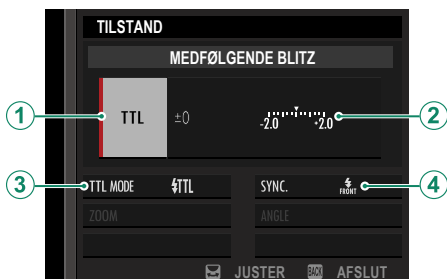 TILSTAND
MEDFØLGENDE BLITZ
1 TTL ±0 -2.0 +2.0 2
3 TTL MODE TTL SYNC. FRONT 4
ZOOM ANGLE
JUSTER BACK AFSLUT